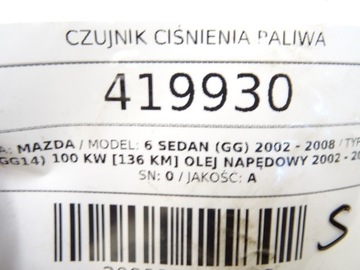 CZUJNIK CIŚNIENIA PALIWA
419930
A: MAZDA / MODEL: 6 SEDAN (GG) 2002 - 2008 / TYP
GG14) 100 KW [136 KM] OLEJ NAPĘDOWY 2002 - 20
SN: 0 / JAKOŚĆ: A
S